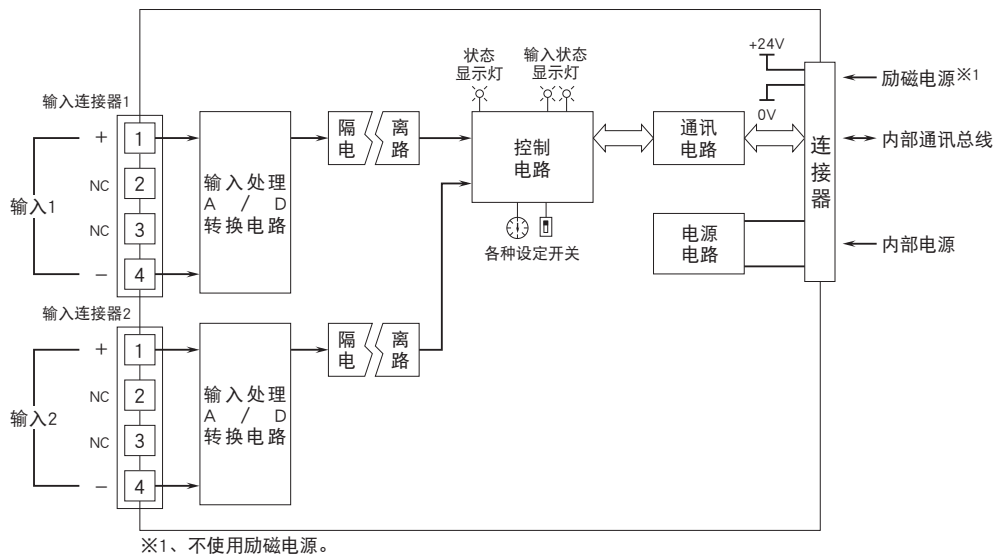 +24V
0V
励磁电源※1
内部通讯总线
内部电源
连接器
状态
显示灯
输入状态
显示灯
控制
电路
各种设定开关
通讯
电路
电源
电路
输入连接器1
+
NC
NC
−
1
2
3
4
输入1
输入处理
A / D
转换电路
隔 离
电 路
输入连接器2
+
NC
NC
−
1
2
3
4
输入2
输入处理
A / D
转换电路
隔 离
电 路
※1、不使用励磁电源。